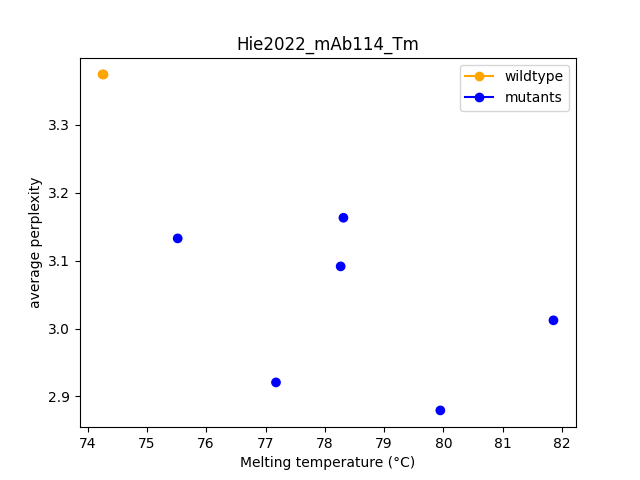 Hie2022_mAb114_Tm
wildtype
mutants
average perplexity
3.3
3.2
3.1
3.0
2.9
74 75 76 77 78 79 80 81 82
Melting temperature (°C)